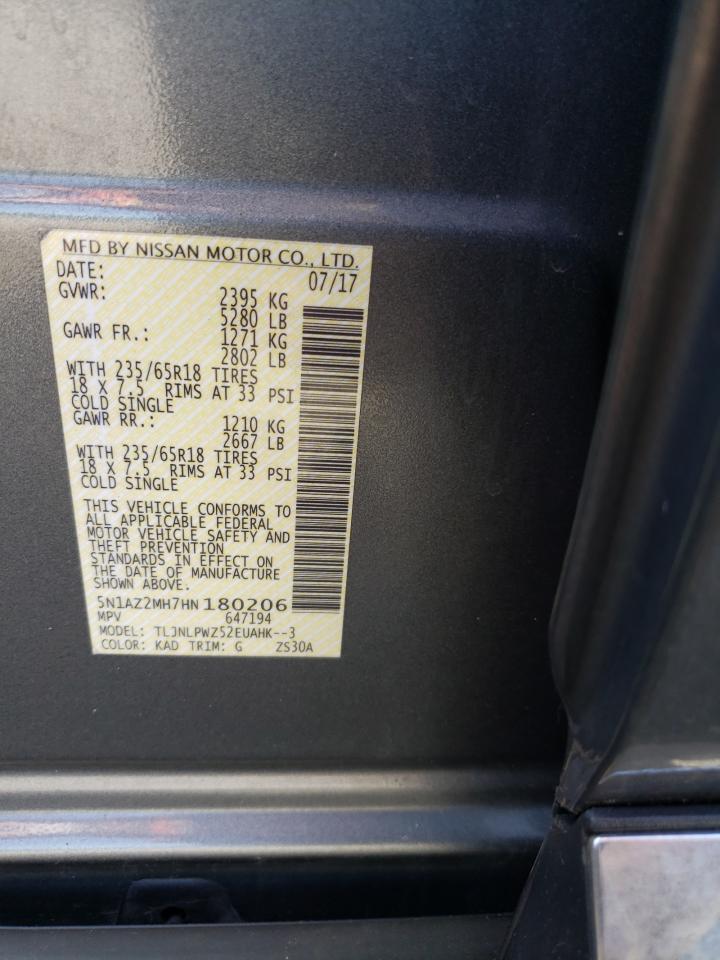 MFD BY NISSAN MOTOR CO., LTD.
DATE: 07/17
GVWR: 2395 KG
5280 LB
GAWR FR.: 1271 KG
2802 LB
WITH 235/65R18 TIRES
18 X 7.5 RIMS AT 33 PSI
COLD SINGLE
GAWR RR.: 1210 KG
2667 LB
WITH 235/65R18 TIRES
18 X 7.5 RIMS AT 33 PSI
COLD SINGLE
THIS VEHICLE CONFORMS TO
ALL APPLICABLE FEDERAL
MOTOR VEHICLE SAFETY AND
THEFT PREVENTION
STANDARDS IN EFFECT ON
THE DATE OF MANUFACTURE
SHOWN ABOVE.
5N1AZ2MH7HN180206
MPV 647194
MODEL: TLJNLPWZ52EUAHK--3
COLOR: KAD TRIM: G ZS30A